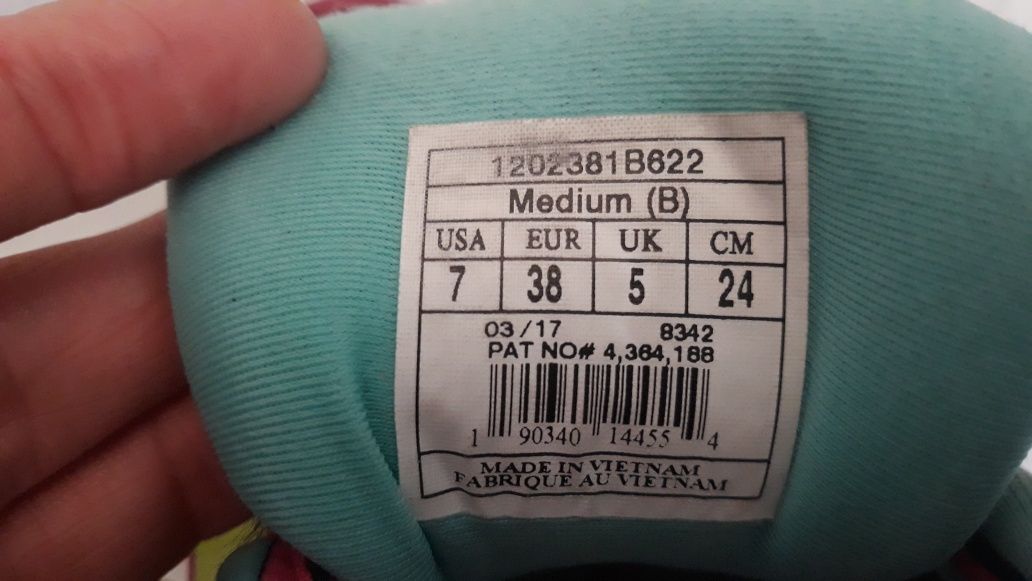 1202381B622
Medium (B)
USA EUR UK CM
7 38 5 24
03/17 8342
PAT NO# 4,364,188
1 90340 14455 4
MADE IN VIETNAM
FABRIQUE AU VIETNAM